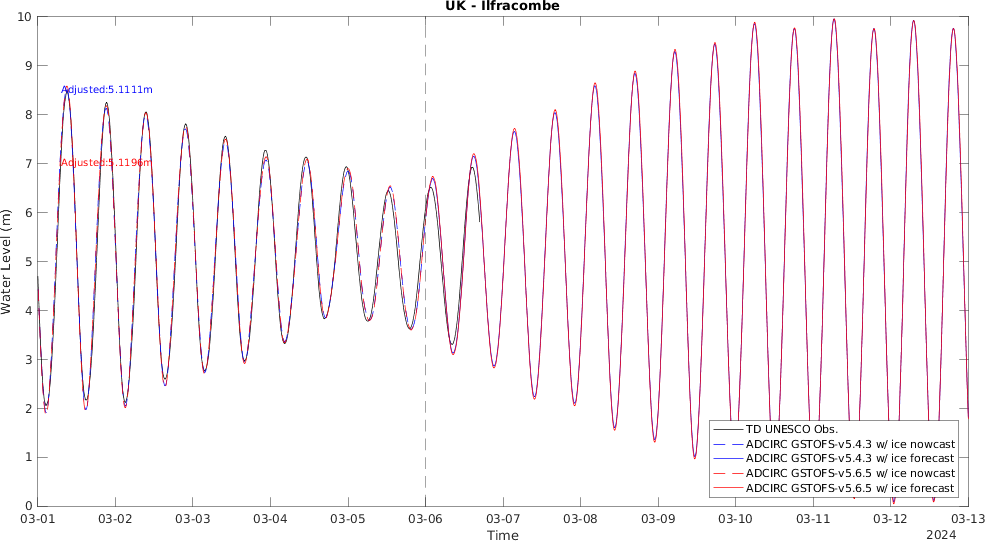 UK - Ilfracombe
10
9
8
7
6
5
4
3
2
1
0
Water Level (m)
Adjusted:5.1111m
Adjusted:5.1196m
TD UNESCO Obs.
ADCIRC GSTOFS-v5.4.3 w/ ice nowcast
ADCIRC GSTOFS-v5.4.3 w/ ice forecast
ADCIRC GSTOFS-v5.6.5 w/ ice nowcast
ADCIRC GSTOFS-v5.6.5 w/ ice forecast
03-01 03-02 03-03 03-04 03-05 03-06 03-07 03-08 03-09 03-10 03-11 03-12 03-13
Time
2024